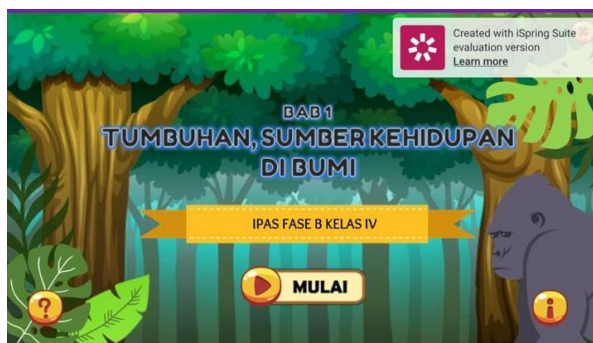 Created with iSpring Suite
evaluation version
Learn more
BAB 1
TUMBUHAN, SUMBER KEHIDUPAN
DI BUMI
IPAS FASE B KELAS IV
MULAI
?
i